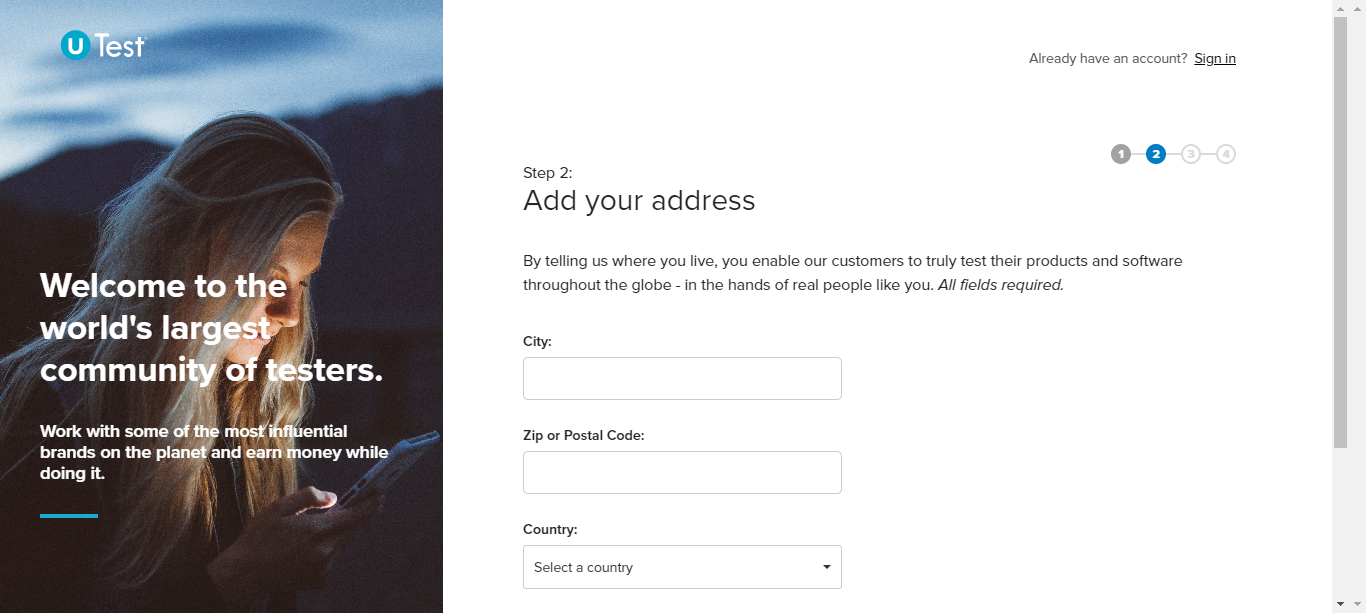 U Test
Already have an account? Sign in
1 2 3 4
Step 2:
Add your address
By telling us where you live, you enable our customers to truly test their products and software
throughout the globe - in the hands of real people like you. All fields required.
City:
Zip or Postal Code:
Country:
Select a country
Welcome to the
world's largest
community of testers.
Work with some of the most influential
brands on the planet and earn money while
doing it.